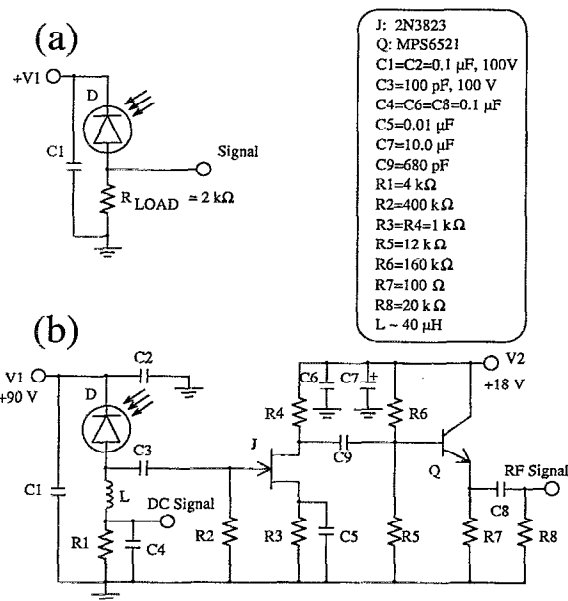 (a)
+V1
D
C1
Signal
R LOAD = 2 kΩ
J: 2N3823
Q: MPS6521
C1=C2=0.1 µF, 100V
C3=100 pF, 100 V
C4=C6=C8=0.1 µF
C5=0.01 µF
C7=10.0 µF
C9=680 pF
R1=4 kΩ
R2=400 kΩ
R3=R4=1 kΩ
R5=12 kΩ
R6=160 kΩ
R7=100 Ω
R8=20 kΩ
L ~ 40 µH
(b)
V1
+90 V
D
C2
C3
C1
L
DC Signal
R1
C4
R2
J
R4
C6
C7
+
R6
V2
+18 V
C9
Q
RF Signal
C8
R3
C5
R5
R7
R8